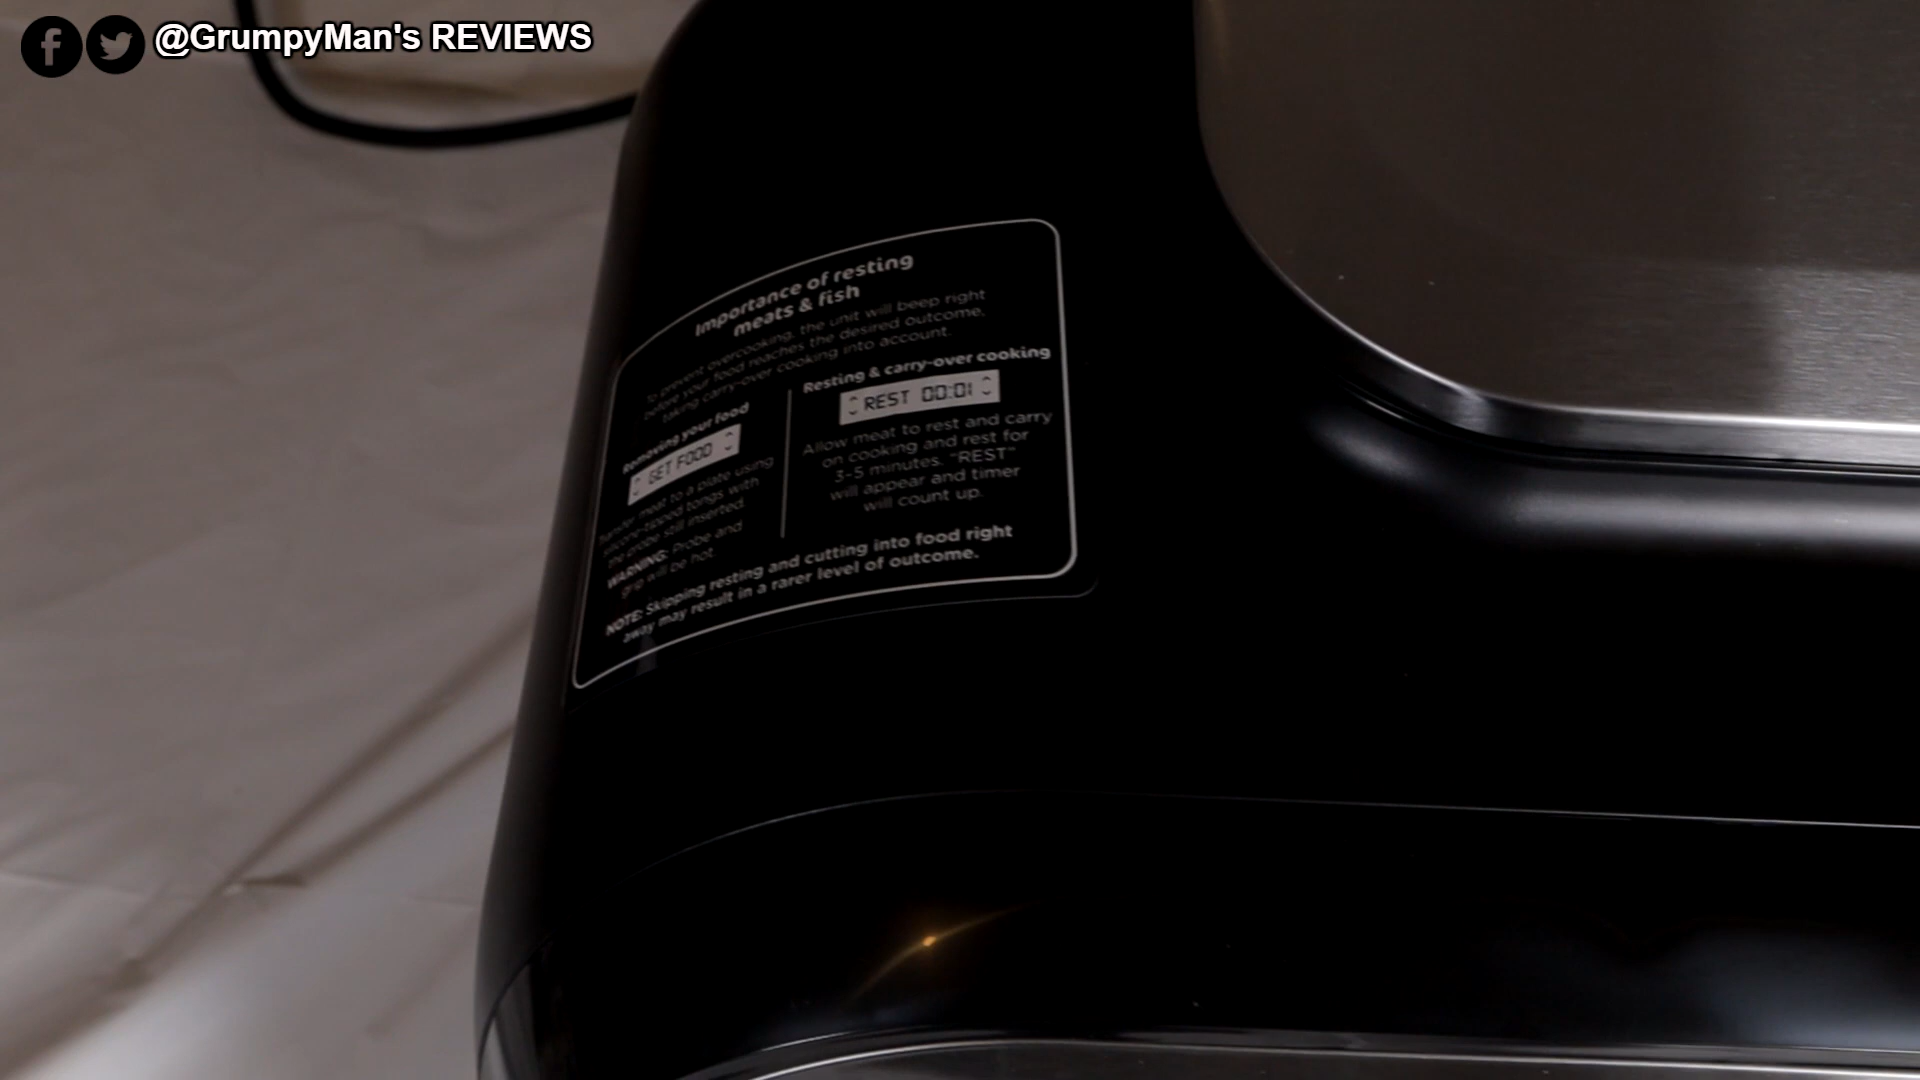 @GrumpyMan's REVIEWS
Importance of resting
meats & fish
To prevent overcooking, the unit will beep right
before your food reaches the desired outcome,
taking carry-over cooking into account.
Removing your food
GET FOOD
Transfer meat to a plate using
silicone-tipped tongs with
the probe still inserted.
WARNING: Probe and
grip will be hot.
Resting & carry-over cooking
REST 00:01
Allow meat to rest and carry
on cooking and rest for
3-5 minutes. "REST"
will appear and timer
will count up.
NOTE: Skipping resting and cutting into food right
away may result in a rarer level of outcome.